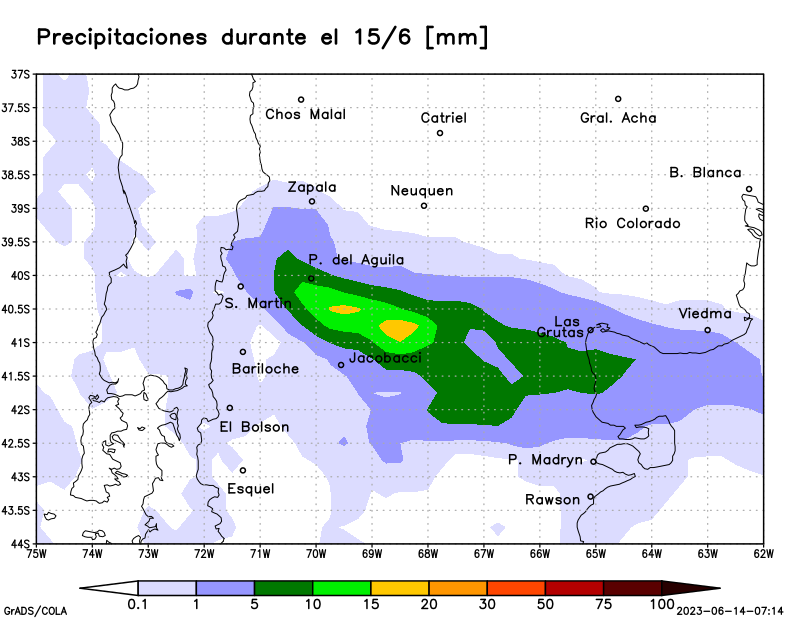 Precipitaciones durante el 15/6 [mm]
37S
37.5S
Chos Malal
Catriel
Gral. Acha
38S
38.5S
B. Blanca
Zapala
Neuquen
39S
Rio Colorado
39.5S
P. del Aguila
40S
S. Martin
40.5S
Viedma
Las
Grutas
41S
Jacobacci
Bariloche
41.5S
42S
El Bolson
42.5S
P. Madryn
43S
Esquel
Rawson
43.5S
44S
75W 74W 73W 72W 71W 70W 69W 68W 67W 66W 65W 64W 63W 62W
0.1 1 5 10 15 20 30 50 75 100
GrADS/COLA
2023-06-14-07:14